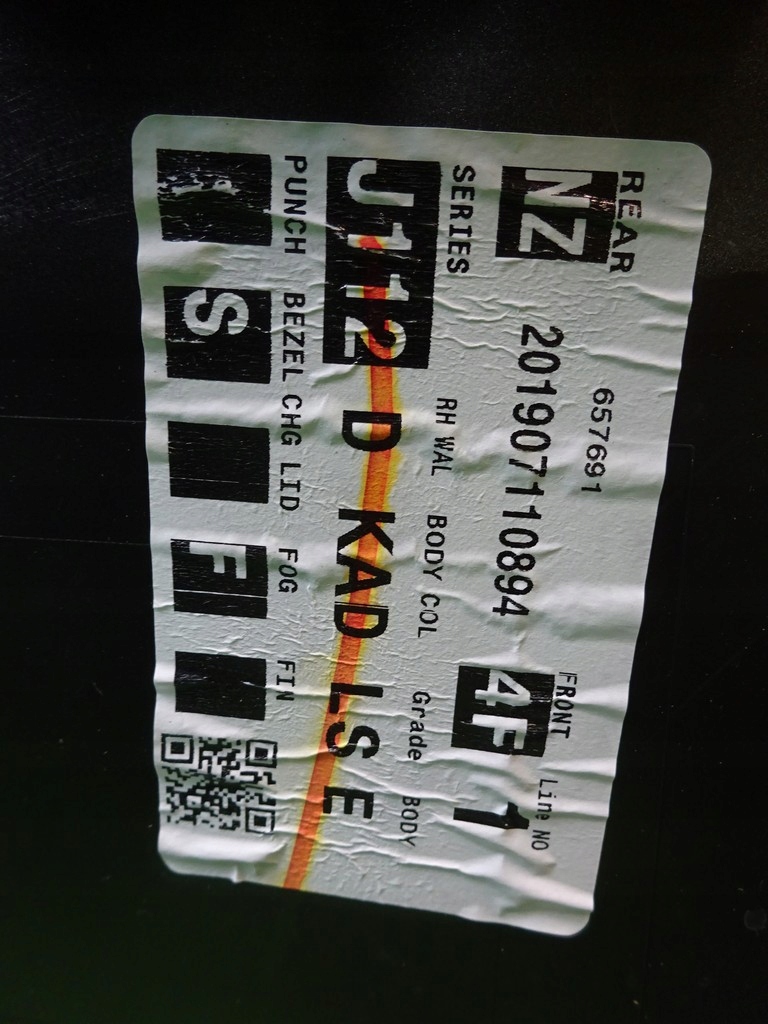 REAR 657691 FRONT Line NO
NZ 201907110894 4F 1
SERIES RH WAL BODY COL Grade BODY
J112 D KAD LS E
PUNCH BEZEL CHG LID FOG FIN
S F